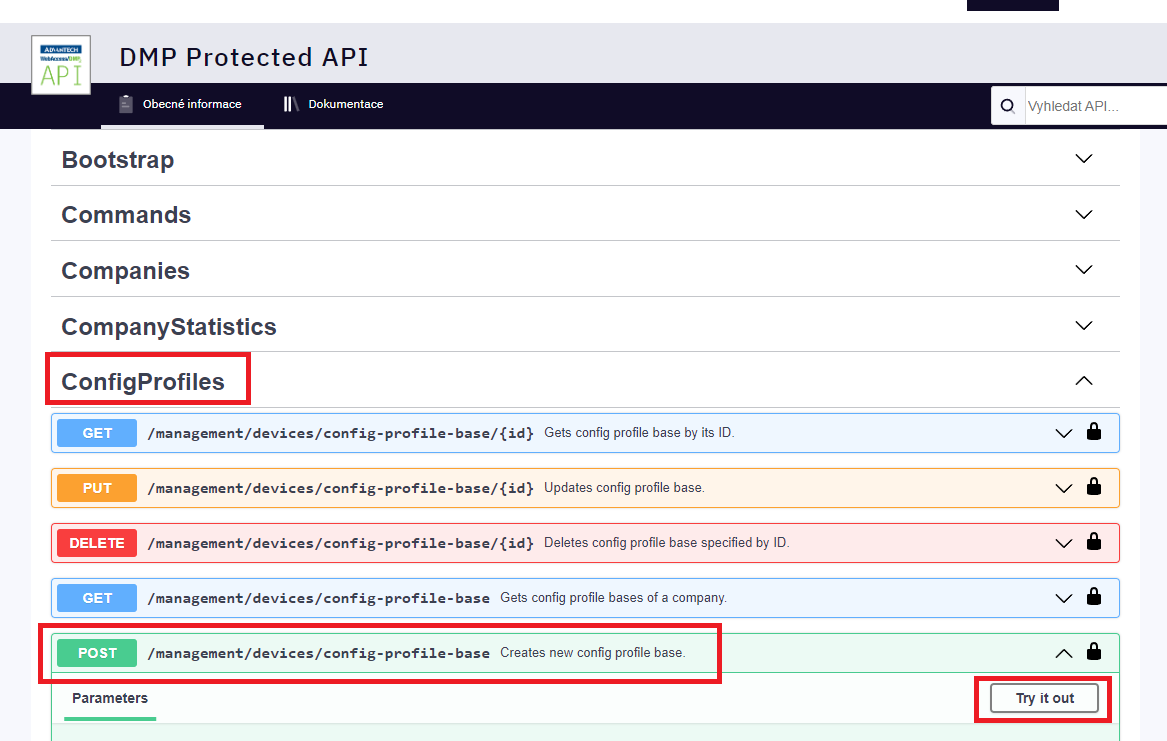 ADVANTECH
WebAccess/DMP
API
DMP Protected API
Obecné informace
Dokumentace
Vyhledat API...
Bootstrap
Commands
Companies
CompanyStatistics
ConfigProfiles
GET /management/devices/config-profile-base/{id} Gets config profile base by its ID.
PUT /management/devices/config-profile-base/{id} Updates config profile base.
DELETE /management/devices/config-profile-base/{id} Deletes config profile base specified by ID.
GET /management/devices/config-profile-base Gets config profile bases of a company.
POST /management/devices/config-profile-base Creates new config profile base.
Parameters
Try it out